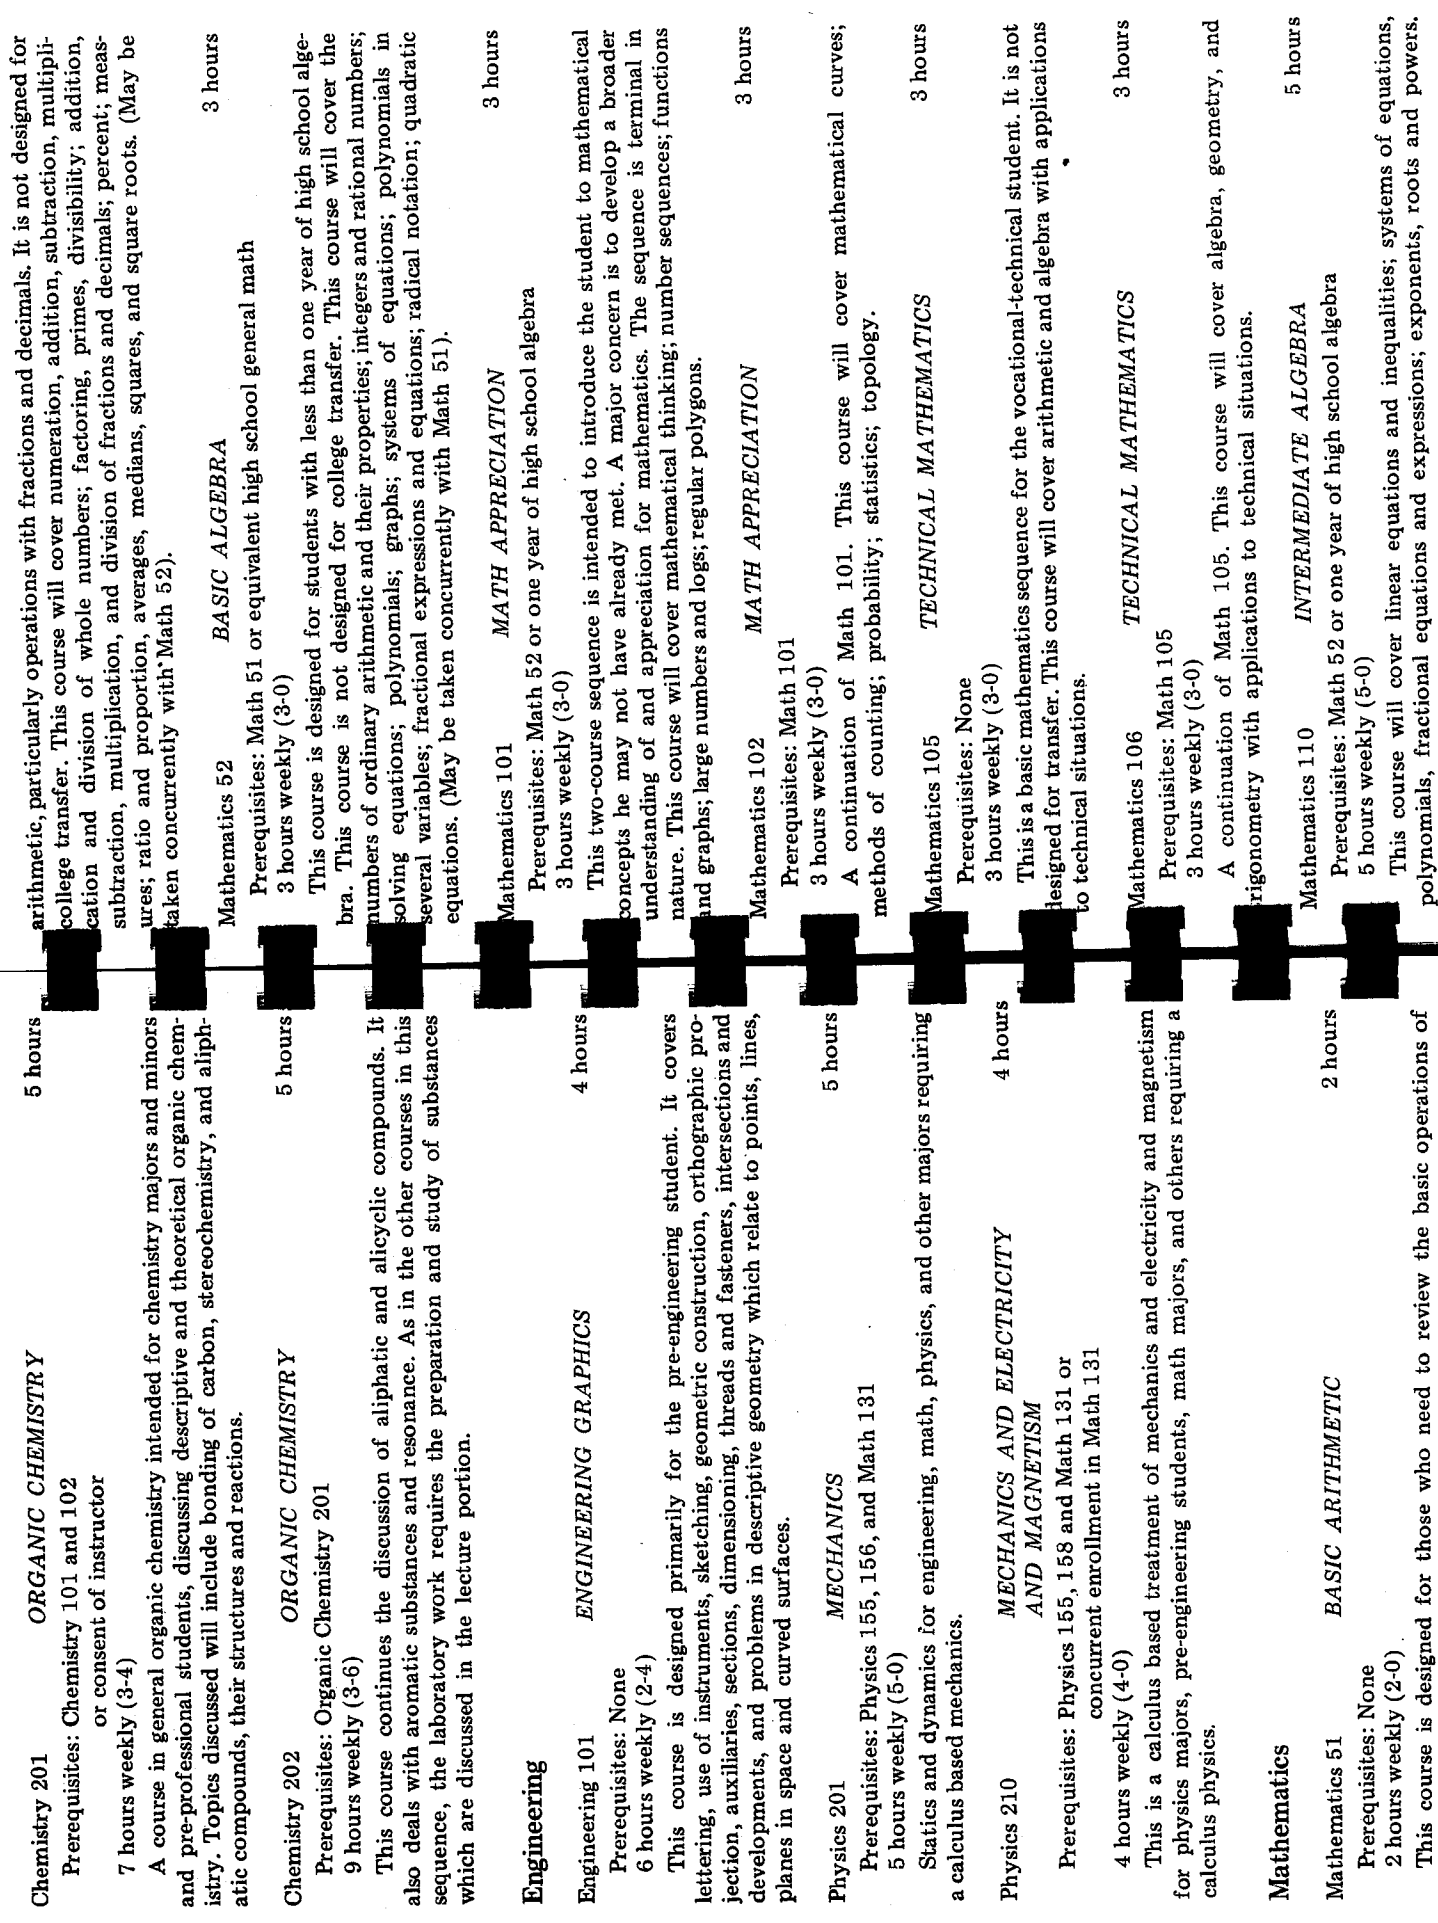 Chemistry 201 ORGANIC CHEMISTRY 5 hours
Prerequisites: Chemistry 101 and 102
or consent of instructor
7 hours weekly (3-4)
A course in general organic chemistry intended for chemistry majors and minors
and pre-professional students, discussing descriptive and theoretical organic chem-
istry. Topics discussed will include bonding of carbon, stereochemistry, and aliph-
atic compounds, their structures and reactions.
Chemistry 202 ORGANIC CHEMISTRY 5 hours
Prerequisites: Organic Chemistry 201
9 hours weekly (3-6)
This course continues the discussion of aliphatic and alicyclic compounds. It
also deals with aromatic substances and resonance. As in the other courses in this
sequence, the laboratory work requires the preparation and study of substances
which are discussed in the lecture portion.
Engineering
Engineering 101 ENGINEERING GRAPHICS 4 hours
Prerequisites: None
6 hours weekly (2-4)
This course is designed primarily for the pre-engineering student. It covers
lettering, use of instruments, sketching, geometric construction, orthographic pro-
jection, auxiliaries, sections, dimensioning, threads and fasteners, intersections and
developments, and problems in descriptive geometry which relate to points, lines,
planes in space and curved surfaces.
Physics 201 MECHANICS 5 hours
Prerequisites: Physics 155, 156, and Math 131
5 hours weekly (5-0)
Statics and dynamics for engineering, math, physics, and other majors requiring
a calculus based mechanics.
Physics 210 MECHANICS AND ELECTRICITY 4 hours
AND MAGNETISM
Prerequisites: Physics 155, 158 and Math 131 or
concurrent enrollment in Math 131
4 hours weekly (4-0)
This is a calculus based treatment of mechanics and electricity and magnetism
for physics majors, pre-engineering students, math majors, and others requiring a
calculus physics.
Mathematics
Mathematics 51 BASIC ARITHMETIC 2 hours
Prerequisites: None
2 hours weekly (2-0)
This course is designed for those who need to review the basic operations of
arithmetic, particularly operations with fractions and decimals. It is not designed for
college transfer. This course will cover numeration, addition, subtraction, multipli-
cation and division of whole numbers; factoring, primes, divisibility; addition,
subtraction, multiplication, and division of fractions and decimals; percent; meas-
ures; ratio and proportion, averages, medians, squares, and square roots. (May be
taken concurrently with Math 52).
Mathematics 52 BASIC ALGEBRA 3 hours
Prerequisites: Math 51 or equivalent high school general math
3 hours weekly (3-0)
This course is designed for students with less than one year of high school alge-
bra. This course is not designed for college transfer. This course will cover the
numbers of ordinary arithmetic and their properties; integers and rational numbers;
solving equations; polynomials; graphs; systems of equations; polynomials in
several variables; fractional expressions and equations; radical notation; quadratic
equations. (May be taken concurrently with Math 51).
Mathematics 101 MATH APPRECIATION 3 hours
Prerequisites: Math 52 or one year of high school algebra
3 hours weekly (3-0)
This two-course sequence is intended to introduce the student to mathematical
concepts he may not have already met. A major concern is to develop a broader
understanding of and appreciation for mathematics. The sequence is terminal in
nature. This course will cover mathematical thinking; number sequences; functions
and graphs; large numbers and logs; regular polygons.
Mathematics 102 MATH APPRECIATION 3 hours
Prerequisites: Math 101
3 hours weekly (3-0)
A continuation of Math 101. This course will cover mathematical curves;
methods of counting; probability; statistics; topology.
Mathematics 105 TECHNICAL MATHEMATICS 3 hours
Prerequisites: None
3 hours weekly (3-0)
This is a basic mathematics sequence for the vocational-technical student. It is not
designed for transfer. This course will cover arithmetic and algebra with applications
to technical situations.
Mathematics 106 TECHNICAL MATHEMATICS 3 hours
Prerequisites: Math 105
3 hours weekly (3-0)
A continuation of Math 105. This course will cover algebra, geometry, and
rigonometry with applications to technical situations.
Mathematics 110 INTERMEDIATE ALGEBRA 5 hours
Prerequisites: Math 52 or one year of high school algebra
5 hours weekly (5-0)
This course will cover linear equations and inequalities; systems of equations,
polynomials, fractional equations and expressions; exponents, roots and powers.